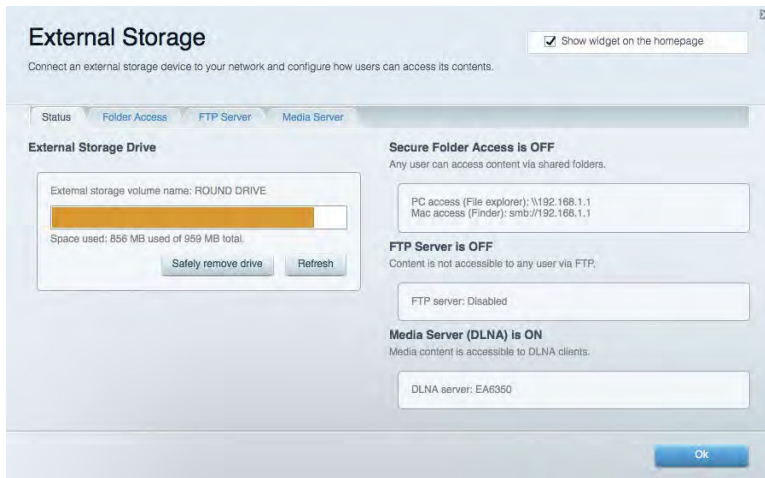 External Storage
Show widget on the homepage
Connect an external storage device to your network and configure how users can access its contents.
Status
Folder Access
FTP Server
Media Server
External Storage Drive
External storage volume name: ROUND DRIVE
Space used: 856 MB used of 959 MB total.
Safely remove drive
Refresh
Secure Folder Access is OFF
Any user can access content via shared folders.
PC access (File explorer): \\192.168.1.1
Mac access (Finder): smb://192.168.1.1
FTP Server is OFF
Content is not accessible to any user via FTP.
FTP server: Disabled
Media Server (DLNA) is ON
Media content is accessible to DLNA clients.
DLNA server: EA6350
Ok